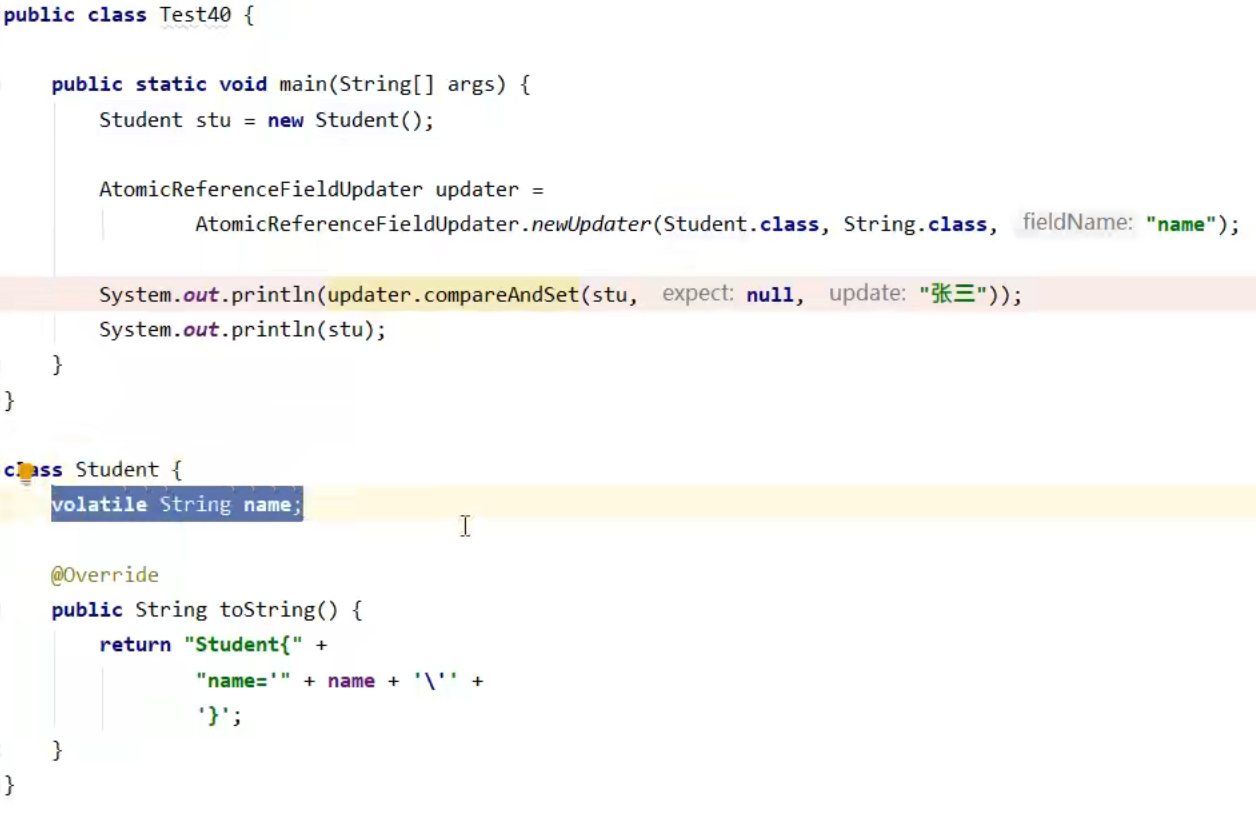 public class Test40 {
public static void main(String[] args) {
Student stu = new Student();
AtomicReferenceFieldUpdater updater =
AtomicReferenceFieldUpdater.newUpdater(Student.class, String.class, fieldName: "name");
System.out.println(updater.compareAndSet(stu, expect: null, update: "张三"));
System.out.println(stu);
}
}
class Student {
volatile String name;
@Override
public String toString() {
return "Student{" +
"name='" + name + '\'' +
'}';
}
}